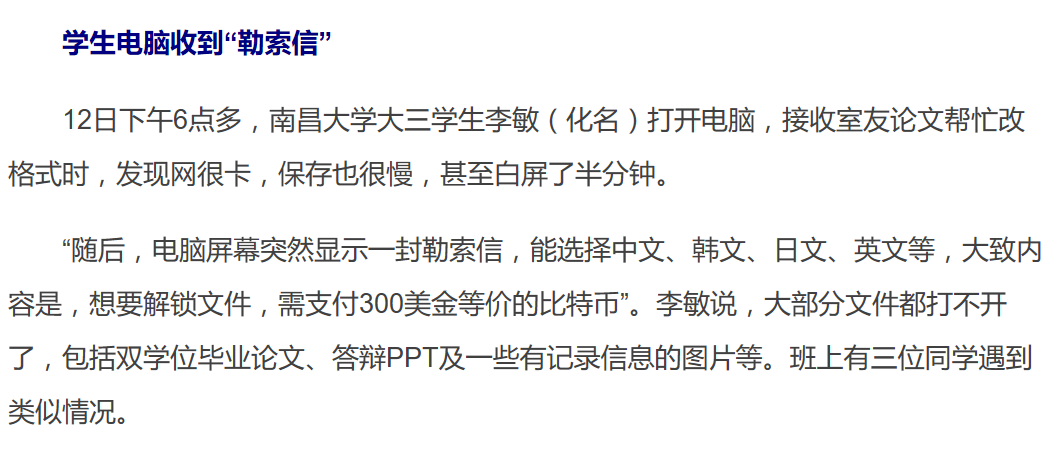 学生电脑收到“勒索信”
12日下午6点多，南昌大学大三学生李敏（化名）打开电脑，接收室友论文帮忙改
格式时，发现网很卡，保存也很慢，甚至白屏了半分钟。
“随后，电脑屏幕突然显示一封勒索信，能选择中文、韩文、日文、英文等，大致内
容是，想要解锁文件，需支付300美金等价的比特币”。李敏说，大部分文件都打不开
了，包括双学位毕业论文、答辩PPT及一些有记录信息的图片等。班上有三位同学遇到
类似情况。